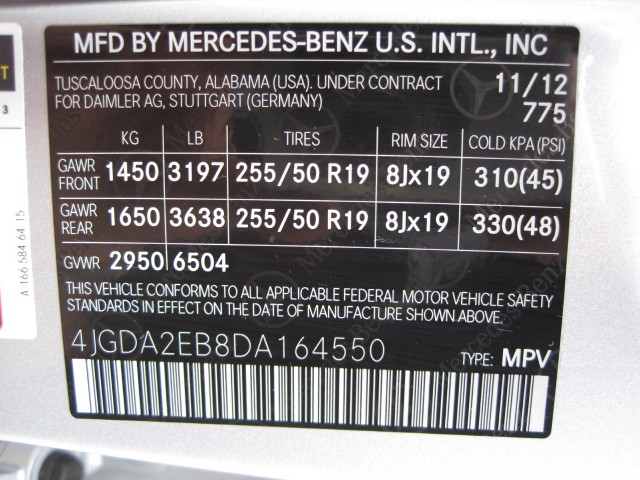 MFD BY MERCEDES-BENZ U.S. INTL., INC
TUSCALOOSA COUNTY, ALABAMA (USA). UNDER CONTRACT
FOR DAIMLER AG, STUTTGART (GERMANY)
11/12
775
KG LB TIRES RIM SIZE COLD KPA (PSI)
GAWR FRONT 1450 3197 255/50 R19 8Jx19 310(45)
GAWR REAR 1650 3638 255/50 R19 8Jx19 330(48)
GVWR 2950 6504
THIS VEHICLE CONFORMS TO ALL APPLICABLE FEDERAL MOTOR VEHICLE SAFETY
STANDARDS IN EFFECT ON THE DATE OF MANUFACTURE SHOWN ABOVE.
4JGDA2EB8DA164550 TYPE: MPV
A 166 584 64 15
T
3